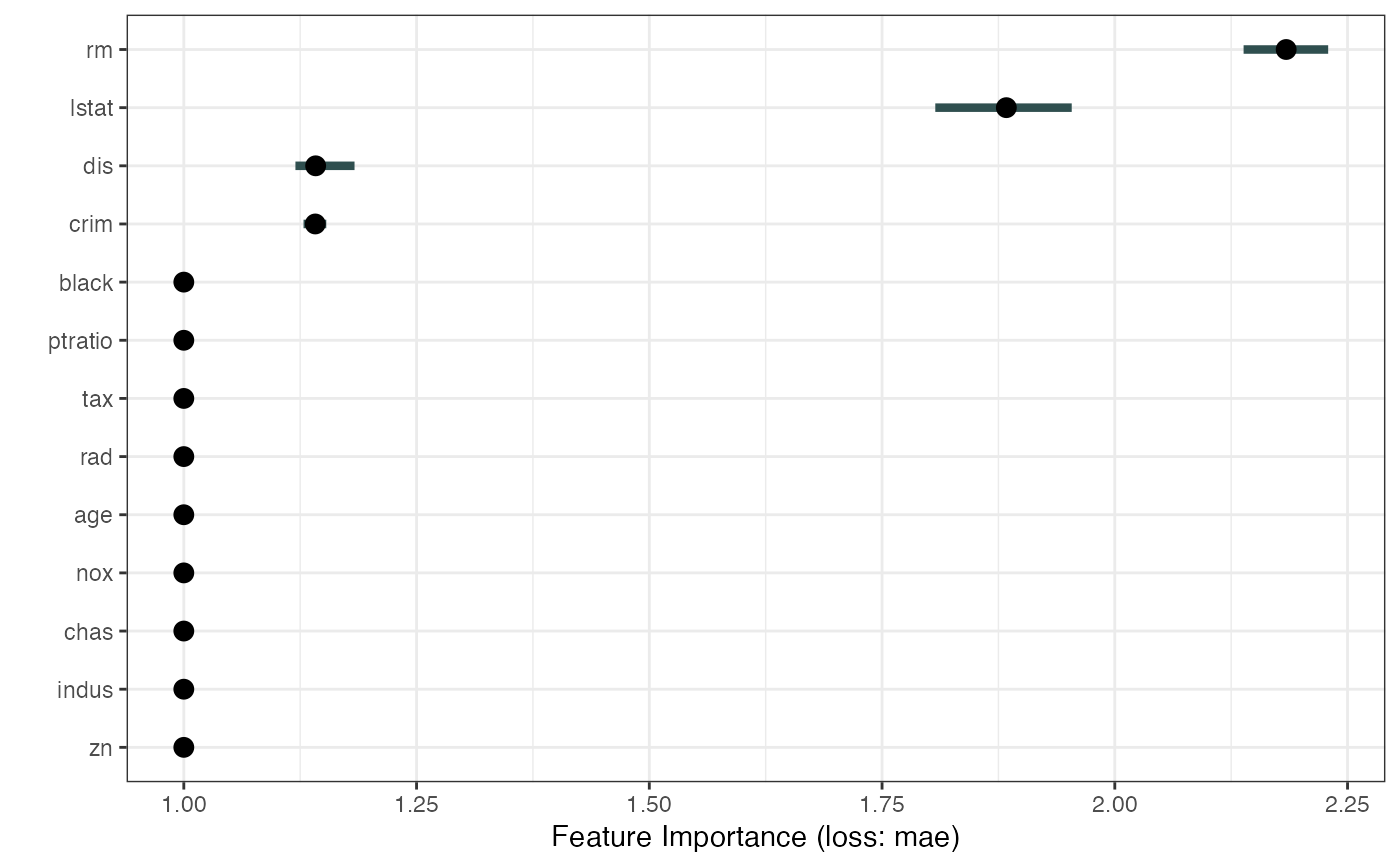 rm
lstat
dis
crim
black
ptratio
tax
rad
age
nox
chas
indus
zn
1.00 1.25 1.50 1.75 2.00 2.25
Feature Importance (loss: mae)